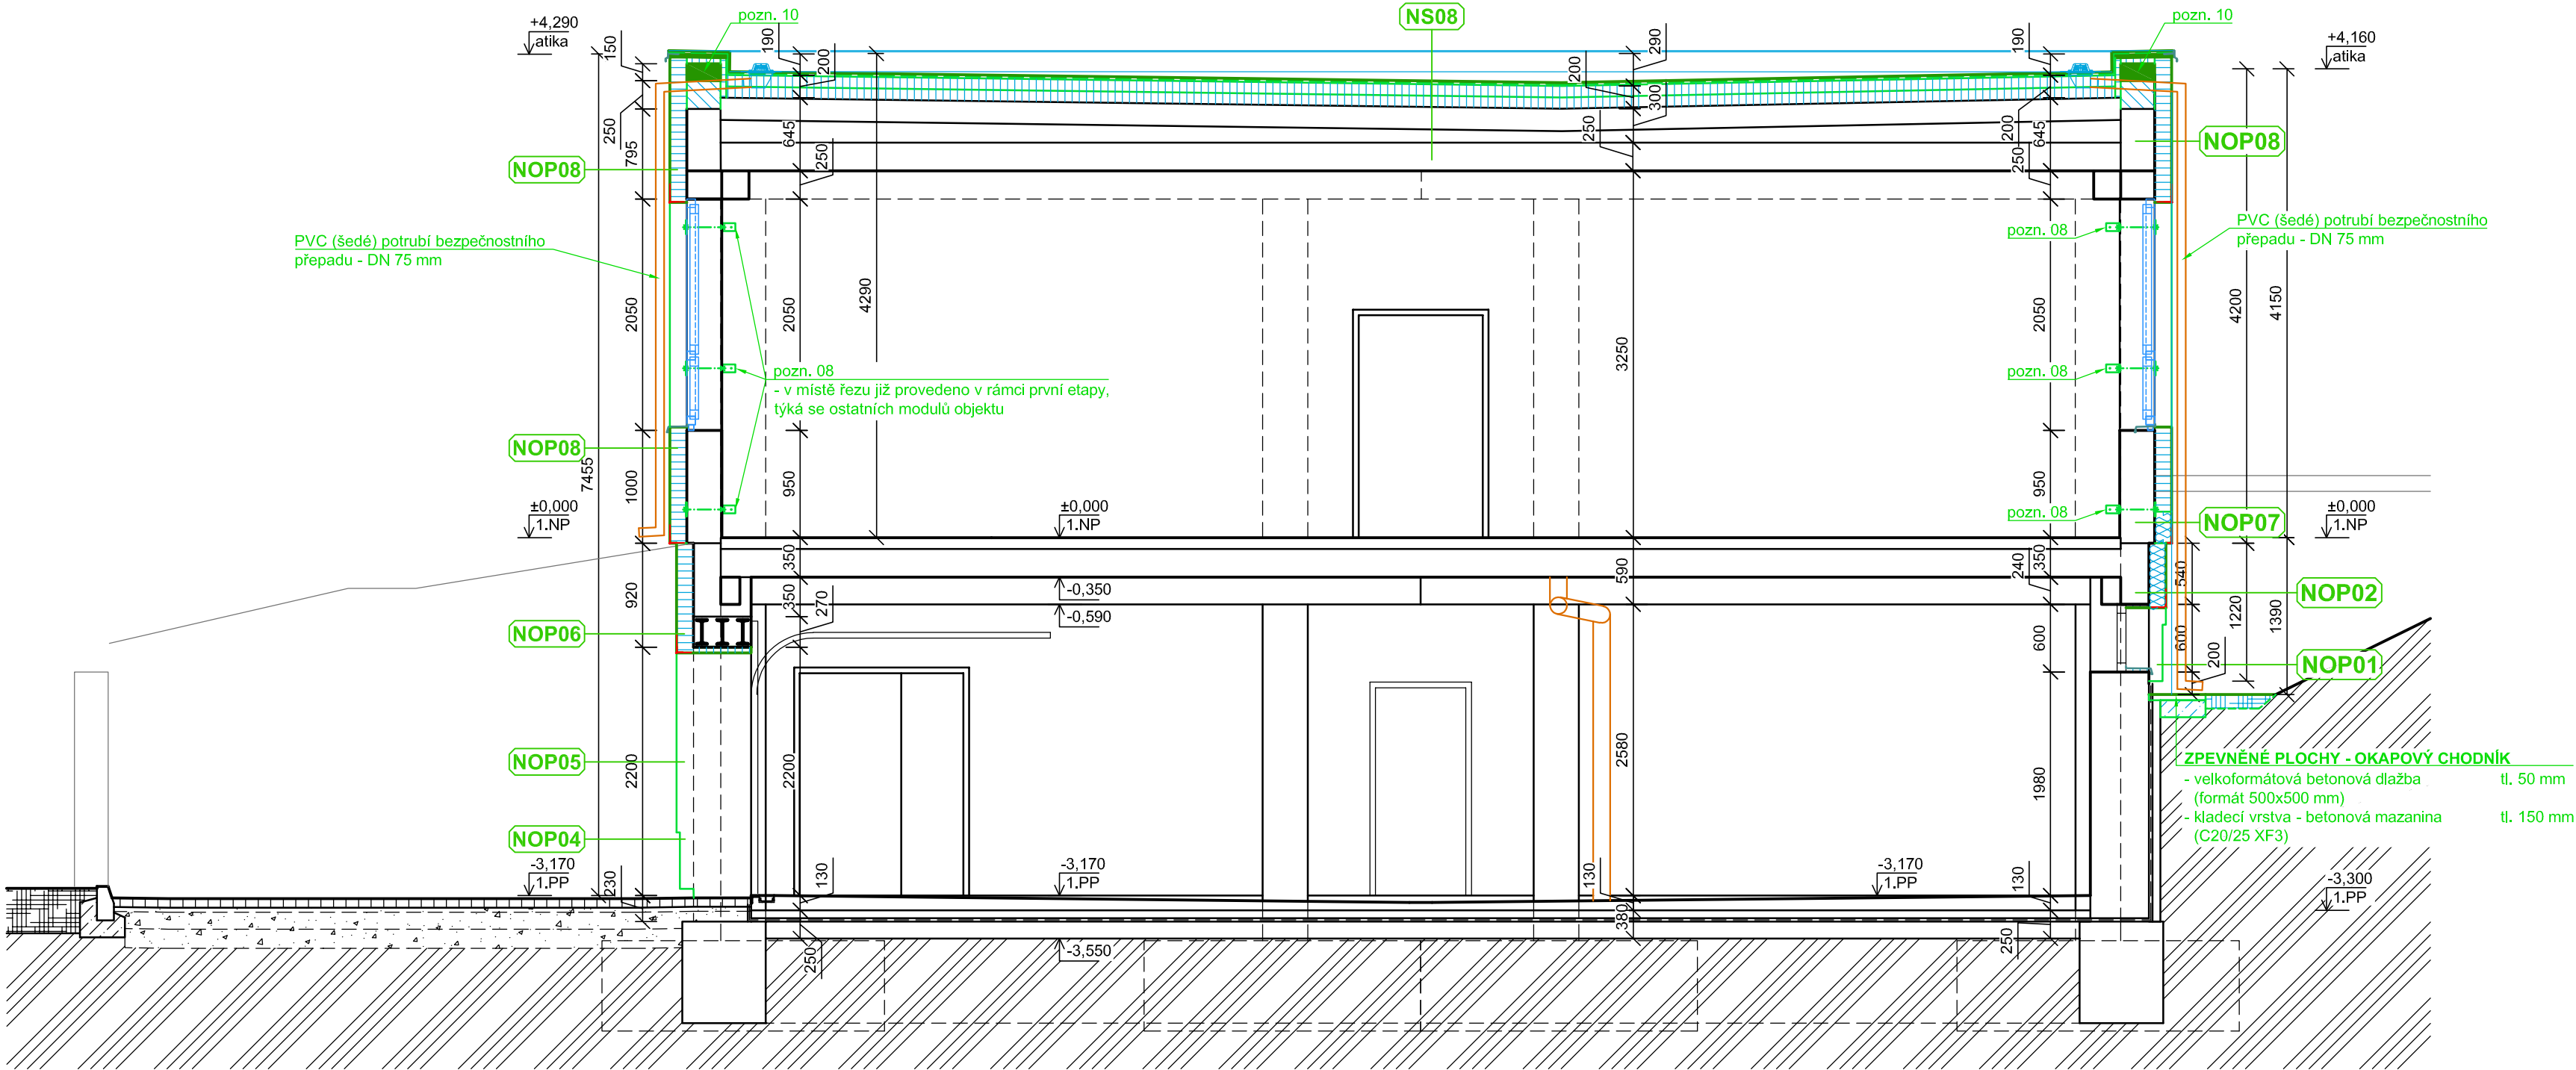 +4,290
atika
pozn. 10
NS08
pozn. 10
+4,160
atika
150
190
200
290
200
190
250
795
645
250
300
250
200
645
250
NOP08
NOP08
PVC (šedé) potrubí bezpečnostního
přepadu - DN 75 mm
pozn. 08
PVC (šedé) potrubí bezpečnostního
přepadu - DN 75 mm
2050
2050
4290
3250
2050
4200
4150
pozn. 08
- v místě řezu již provedeno v rámci první etapy,
týká se ostatních modulů objektu
pozn. 08
NOP08
7455
1000
950
950
±0,000
1.NP
±0,000
1.NP
pozn. 08
NOP07
±0,000
1.NP
350
590
240
350
540
920
350
270
-0,350
-0,590
NOP02
1220
1390
NOP06
600
600
200
NOP01
NOP05
2200
2200
2580
1980
ZPEVNĚNÉ PLOCHY - OKAPOVÝ CHODNÍK
- velkoformátová betonová dlažba tl. 50 mm
(formát 500x500 mm)
- kladecí vrstva - betonová mazanina tl. 150 mm
(C20/25 XF3)
NOP04
-3,170
1.PP
230
130
-3,170
1.PP
130
-3,170
1.PP
130
-3,300
1.PP
250
-3,550
380
250